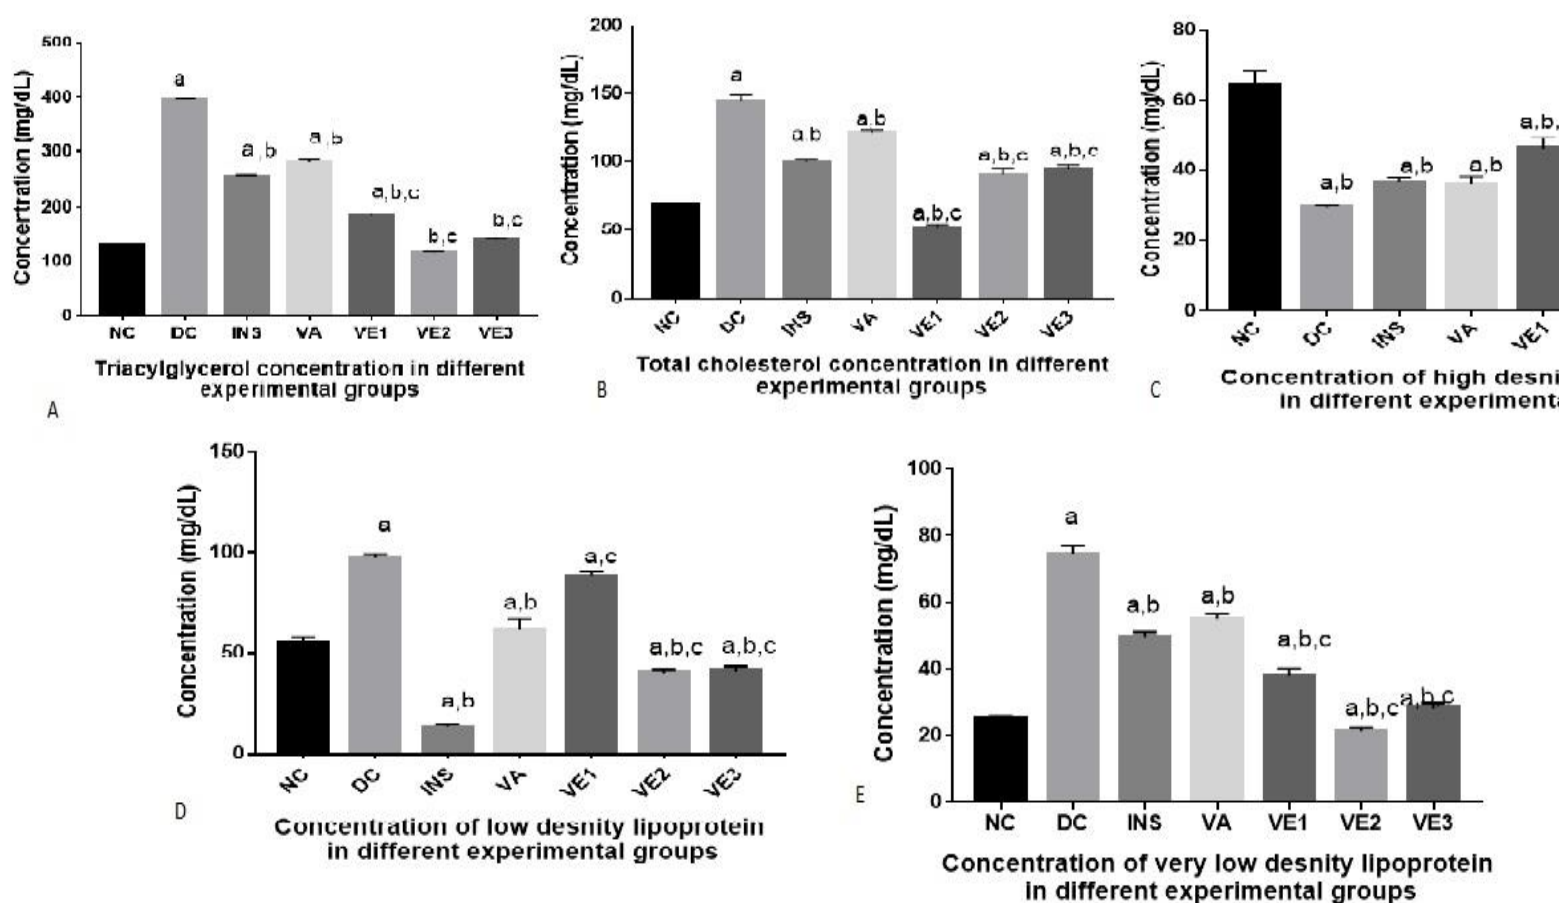 500
400
300
200
100
0
Concertration (mg/dL)
a
a,b
a,b
a,b,c
b,c
b,c
NC DC INS VA VE1 VE2 VE3
Triacylglycerol concentration in different
experimental groups
A
200
150
100
50
0
Concentration (mg/dL)
a
a,b
a,b
a,b,c
a,b,c
a,b,c
NC DC INS VA VE1 VE2 VE3
Total cholesterol concentration in different
experimental groups
B
80
60
40
20
0
Concentration (mg/dL)
a,b
a,b
a,b
a,b,
NC DC INS VA VE1
Concentration of high desni
in different experimenta
C
150
100
50
0
Concentration (mg/dL)
a
a,b
a,b
a,c
a,b,c
a,b,c
NC DC INS VA VE1 VE2 VE3
Concentration of low desnity lipoprotein
in different experimental groups
D
100
80
60
40
20
0
Concentration (mg/dL)
a
a,b
a,b
a,b,c
a,b,c
a,b,c
NC DC INS VA VE1 VE2 VE3
Concentration of very low desnity lipoprotein
in different experimental groups
E